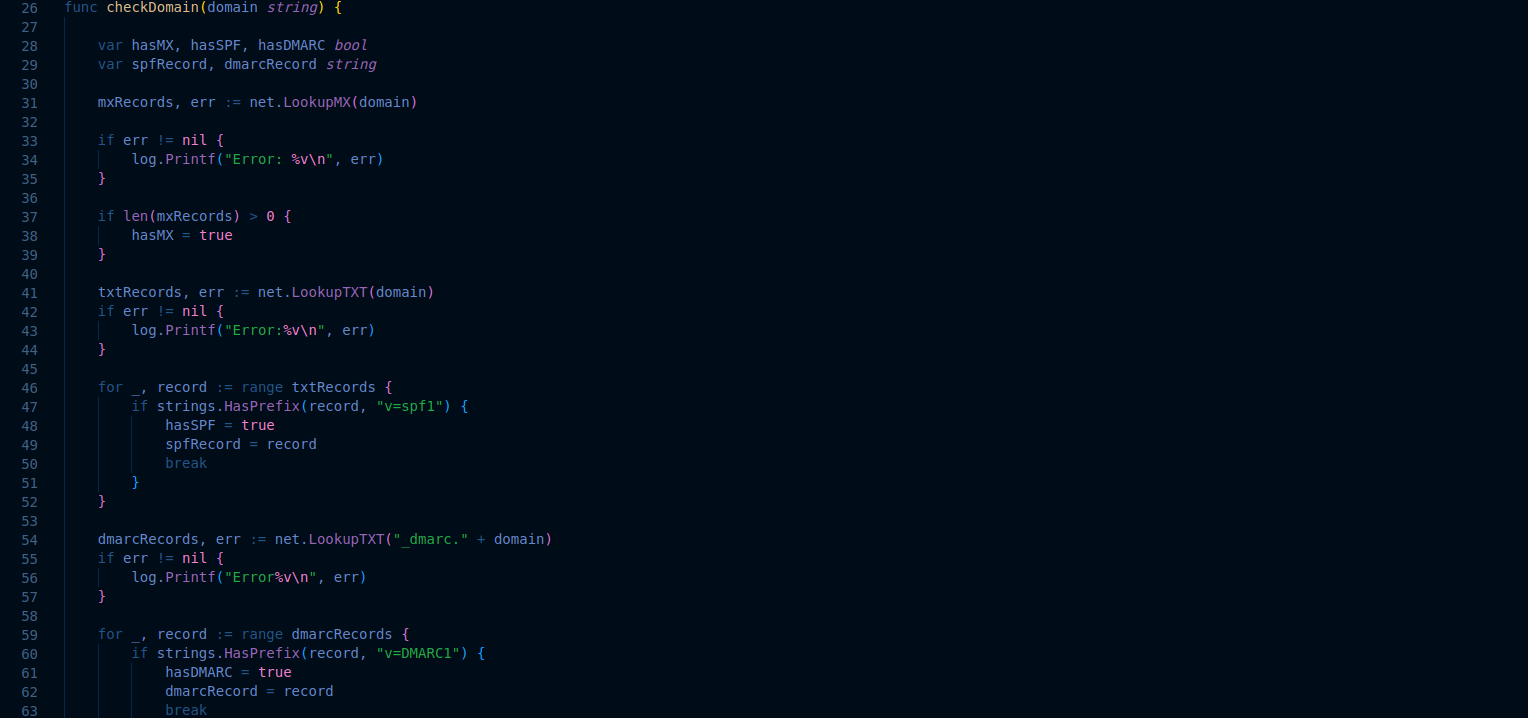 26 func checkDomain(domain string) {
27
28     var hasMX, hasSPF, hasDMARC bool
29     var spfRecord, dmarcRecord string
30
31     mxRecords, err := net.LookupMX(domain)
32
33     if err != nil {
34         log.Printf("Error: %v\n", err)
35     }
36
37     if len(mxRecords) > 0 {
38         hasMX = true
39     }
40
41     txtRecords, err := net.LookupTXT(domain)
42     if err != nil {
43         log.Printf("Error:%v\n", err)
44     }
45
46     for _, record := range txtRecords {
47         if strings.HasPrefix(record, "v=spf1") {
48             hasSPF = true
49             spfRecord = record
50             break
51         }
52     }
53
54     dmarcRecords, err := net.LookupTXT("_dmarc." + domain)
55     if err != nil {
56         log.Printf("Error%v\n", err)
57     }
58
59     for _, record := range dmarcRecords {
60         if strings.HasPrefix(record, "v=DMARC1") {
61             hasDMARC = true
62             dmarcRecord = record
63             break